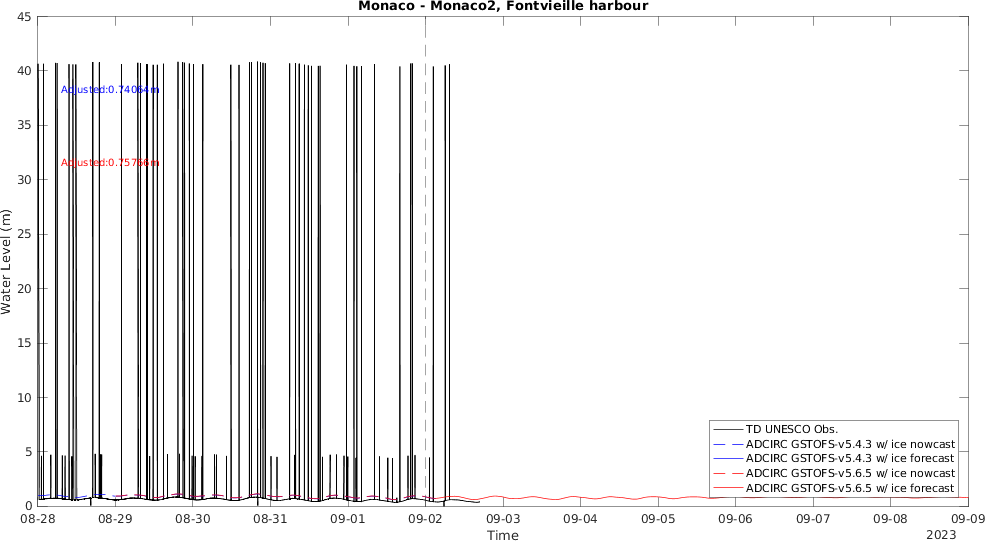 Monaco - Monaco2, Fontvieille harbour
45
40
35
30
25
20
15
10
5
0
Water Level (m)
Adjusted:0.74064m
Adjusted:0.75766m
TD UNESCO Obs.
ADCIRC GSTOFS-v5.4.3 w/ ice nowcast
ADCIRC GSTOFS-v5.4.3 w/ ice forecast
ADCIRC GSTOFS-v5.6.5 w/ ice nowcast
ADCIRC GSTOFS-v5.6.5 w/ ice forecast
08-28 08-29 08-30 08-31 09-01 09-02 09-03 09-04 09-05 09-06 09-07 09-08 09-09
Time
2023